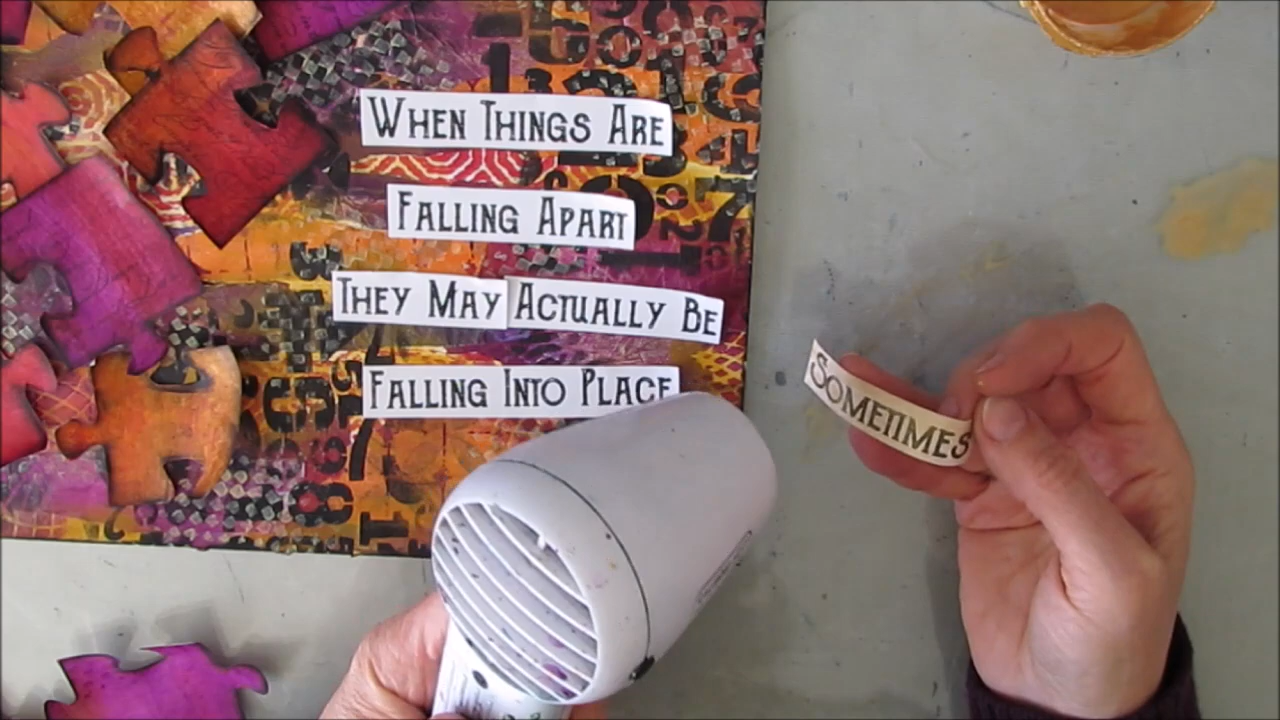 When Things Are
Falling Apart
They May Actually Be
Falling Into Place
Sometimes